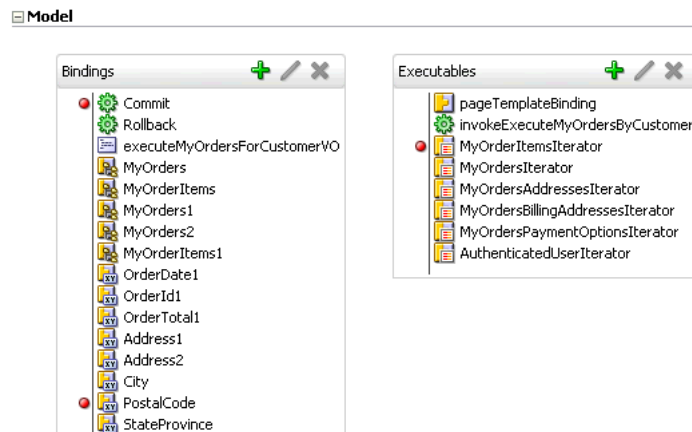 Model
Bindings
Commit
Rollback
executeMyOrdersForCustomerVO
MyOrders
MyOrderItems
MyOrders1
MyOrders2
MyOrderItems1
OrderDate1
OrderId1
OrderTotal1
Address1
Address2
City
PostalCode
StateProvince
Executables
pageTemplateBinding
invokeExecuteMyOrdersByCustomer
MyOrderItemsIterator
MyOrdersIterator
MyOrdersAddressesIterator
MyOrdersBillingAddressesIterator
MyOrdersPaymentOptionsIterator
AuthenticatedUserIterator